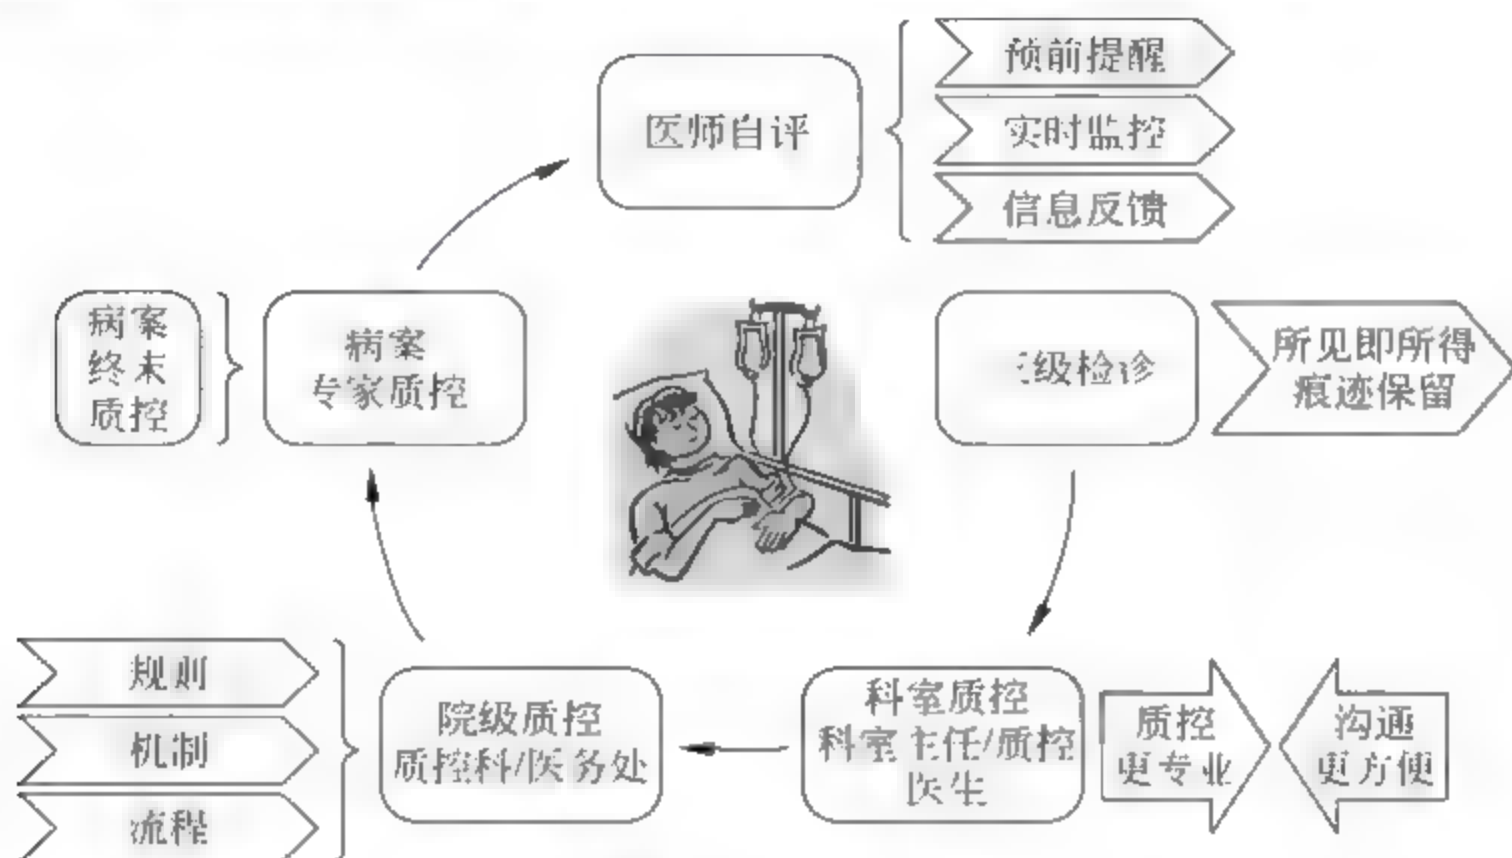 预前提醒
医师自评
实时监控
信息反馈
病案
终末
质控
病案
专家质控
三级检诊
所见即所得
痕迹保留
规则
机制
流程
院级质控
质控科/医务处
科室质控
科室主任/质控
医生
质控
更专业
沟通
更方便